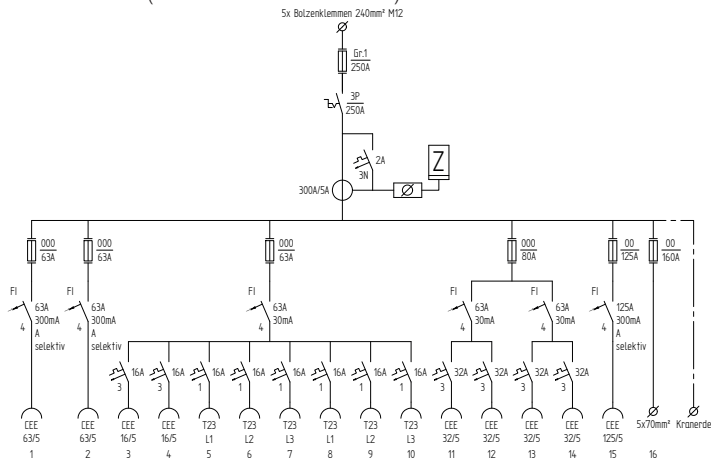 5x Bolzenklemmen 240mm² M12
Gr.1
250A
3P
250A
2A
3N
Z
300A/5A
000 000 000 000 00 00
63A 63A 63A 80A 125A 160A
FI FI FI FI FI FI
63A 63A 63A 63A 63A 125A
300mA 300mA 30mA 30mA 30mA 300mA
4 A 4 A 4 4 4 4 A
selektiv selektiv selektiv
16A 16A 16A 16A 16A 16A 16A 16A 32A 32A 32A 32A
3 3 1 1 1 1 1 1 3 3 3 3
CEE CEE CEE CEE T23 T23 T23 T23 T23 T23 CEE CEE CEE CEE CEE 5x70mm² Kranerde
63/5 63/5 16/5 16/5 L1 L2 L3 L1 L2 L3 32/5 32/5 32/5 32/5 125/5
1 2 3 4 5 6 7 8 9 10 11 12 13 14 15 16